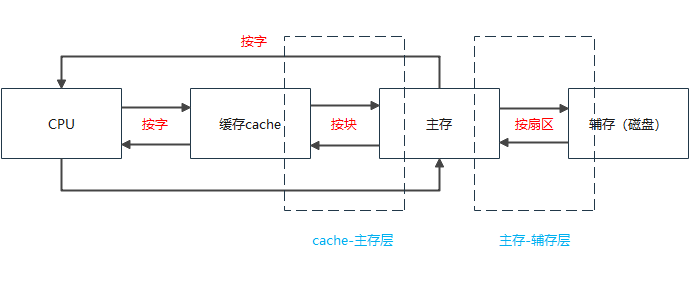 按字
CPU
按字
缓存cache
按块
主存
按扇区
辅存（磁盘）
cache-主存层
主存-辅存层